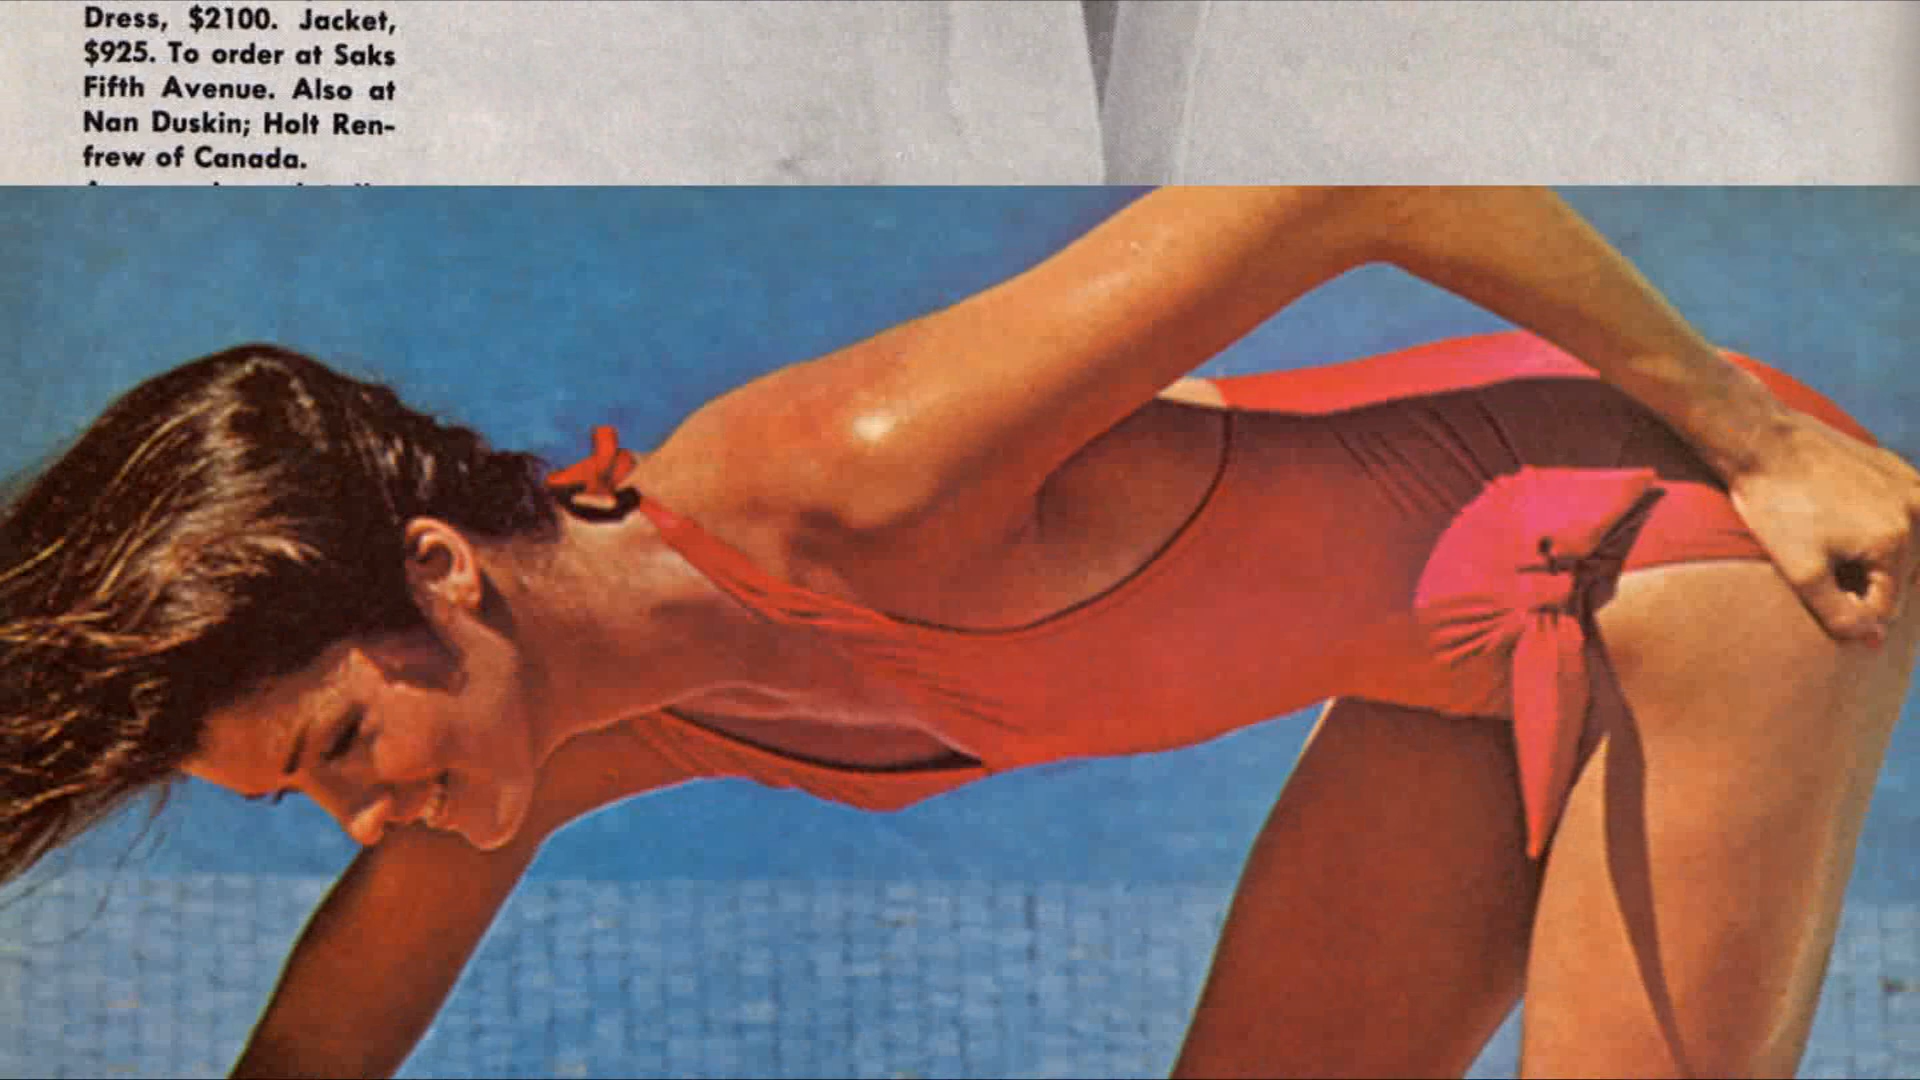 Dress, $2100. Jacket,
$925. To order at Saks
Fifth Avenue. Also at
Nan Duskin; Holt Ren-
frew of Canada.